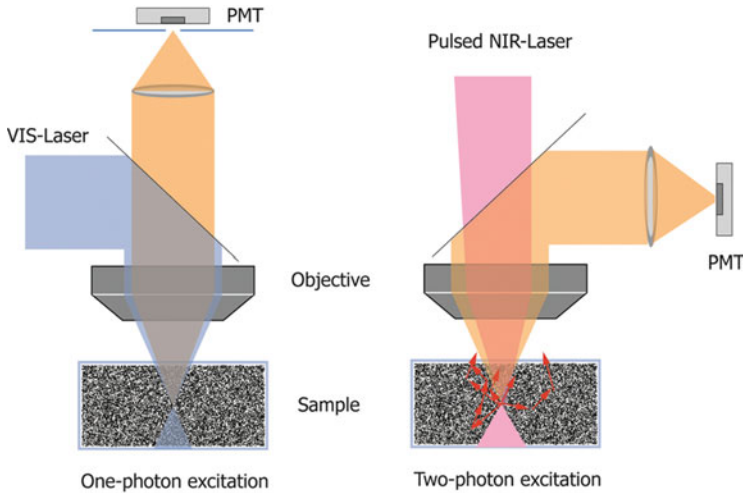 PMT
VIS-Laser
Objective
Sample
One-photon excitation
Pulsed NIR-Laser
PMT
Two-photon excitation